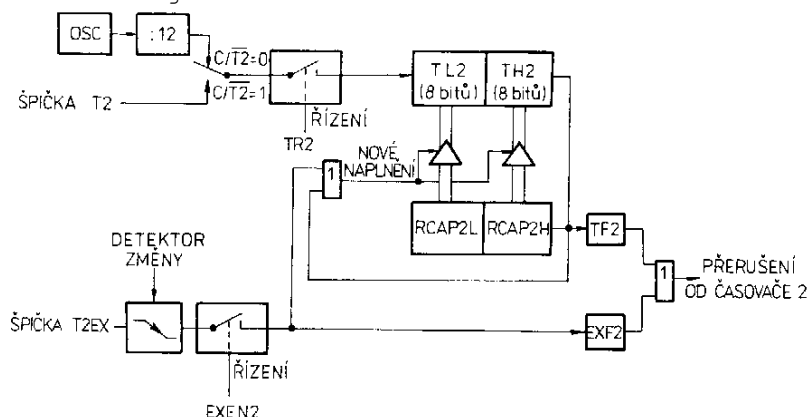 OSC
:12
C/T2=0
C/T2=1
ŠPIČKA T2
ŘÍZENÍ
TR2
TL2
(8 bitů)
TH2
(8 bitů)
NOVÉ
NAPLNĚNÍ
1
RCAP2L
RCAP2H
TF2
1
PŘERUŠENÍ
OD ČASOVAČE 2
DETEKTOR
ZMĚNY
ŠPIČKA T2EX
ŘÍZENÍ
EXEN2
EXF2